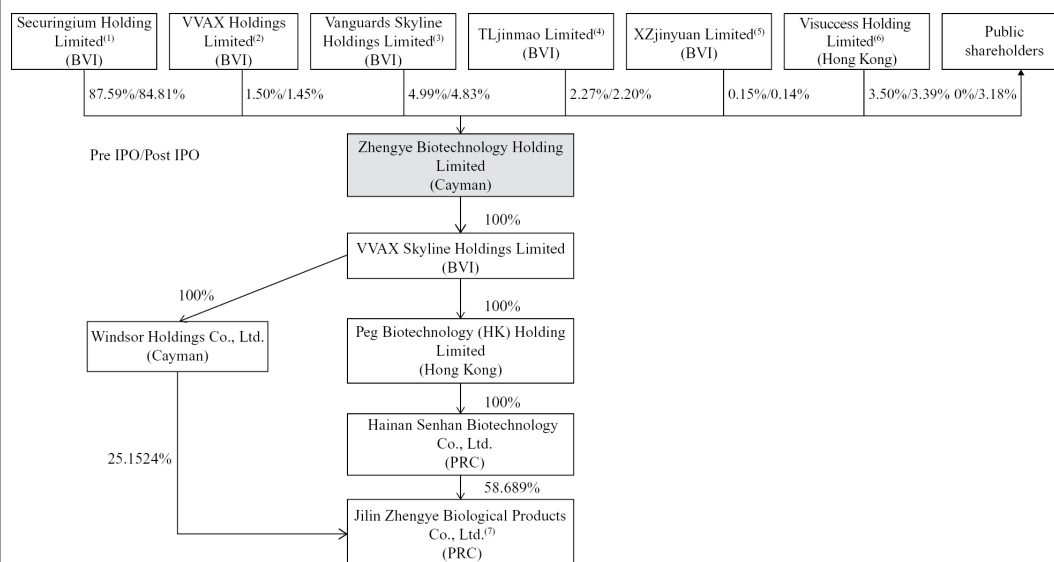 Securingium Holding
Limited(1)
(BVI)
VVAX Holdings
Limited(2)
(BVI)
Vanguards Skyline
Holdings Limited(3)
(BVI)
TLjinmao Limited(4)
(BVI)
XZjinyuan Limited(5)
(BVI)
Visuccess Holding
Limited(6)
(Hong Kong)
Public
shareholders
87.59%/84.81%
1.50%/1.45%
4.99%/4.83%
2.27%/2.20%
0.15%/0.14%
3.50%/3.39%
0%/3.18%
Pre IPO/Post IPO
Zhengye Biotechnology Holding
Limited
(Cayman)
100%
VVAX Skyline Holdings Limited
(BVI)
100%
100%
Windsor Holdings Co., Ltd.
(Cayman)
Peg Biotechnology (HK) Holding
Limited
(Hong Kong)
100%
Hainan Senhan Biotechnology
Co., Ltd.
(PRC)
25.1524%
58.689%
Jilin Zhengye Biological Products
Co., Ltd.(7)
(PRC)